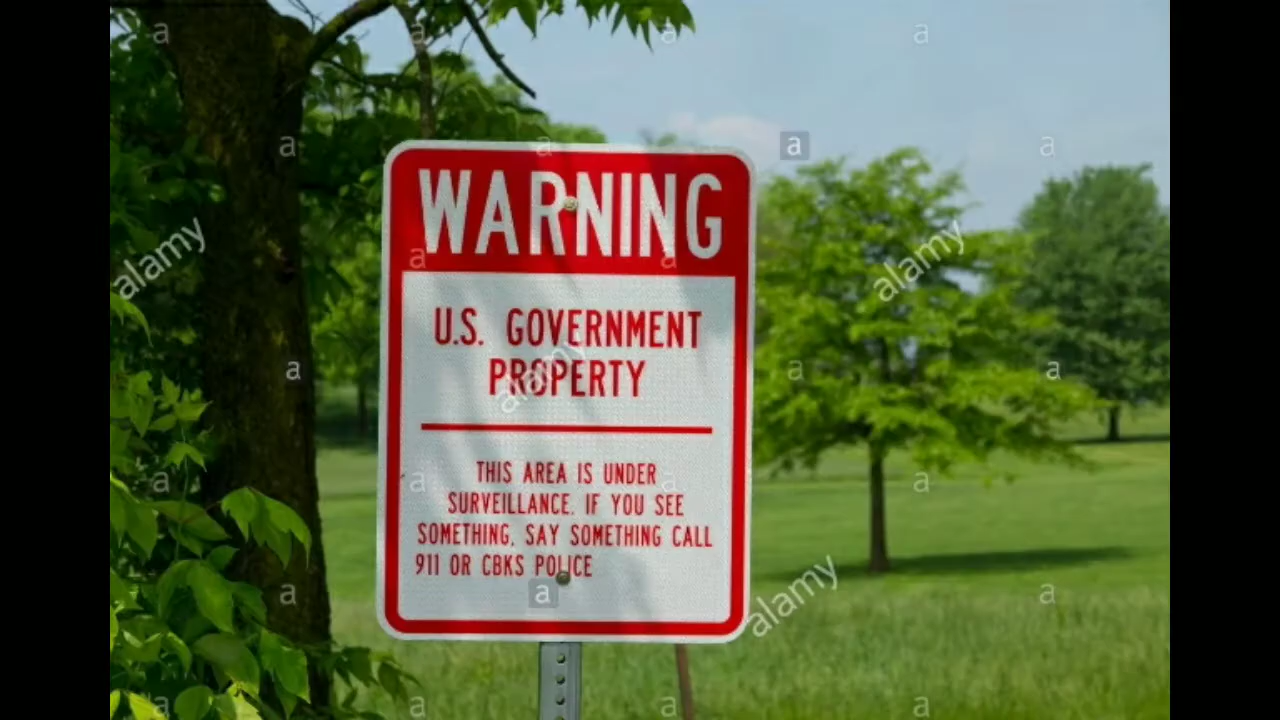 WARNING
U.S. GOVERNMENT
PROPERTY
THIS AREA IS UNDER
SURVEILLANCE. IF YOU SEE
SOMETHING, SAY SOMETHING CALL
911 OR CBKS POLICE
alamy
alamy
alamy
alamy